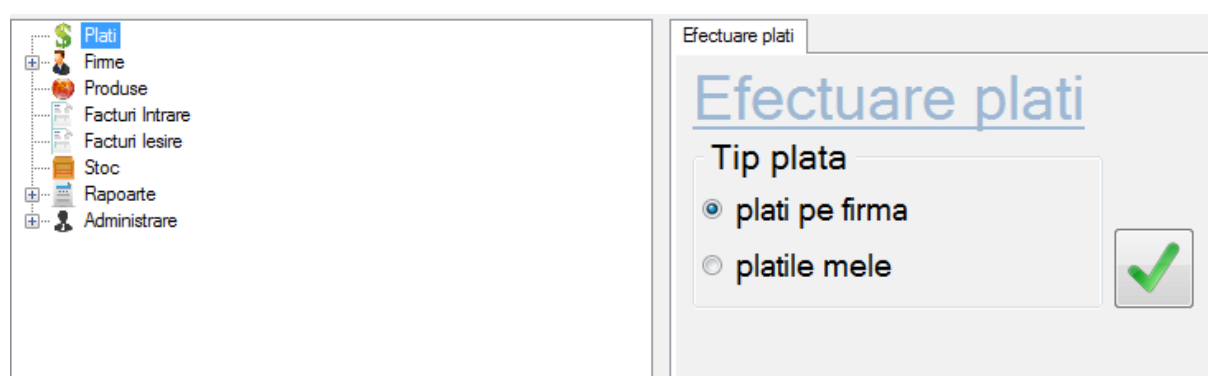 Plati
Firme
Produse
Facturi Intrare
Facturi Iesire
Stoc
Rapoarte
Administrare
Efectuare plati
Efectuare plati
Tip plata
plati pe firma
platile mele